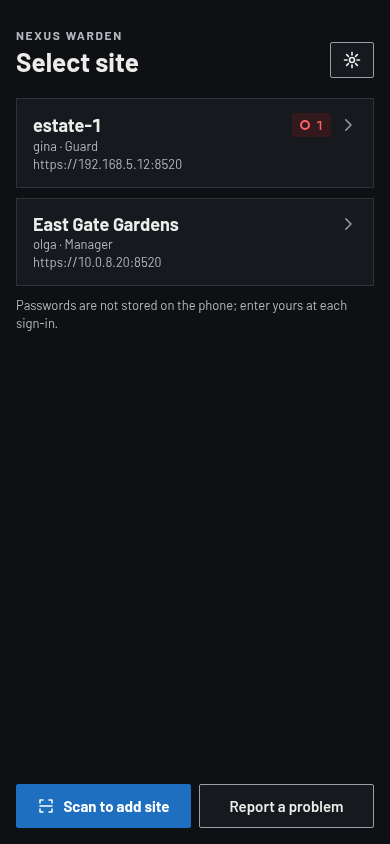 NEXUS WARDEN
Select site
estate-1
1
gina · Guard
https://192.168.5.12:8520
East Gate Gardens
olga · Manager
https://10.0.8.20:8520
Passwords are not stored on the phone; enter yours at each
sign-in.
Scan to add site
Report a problem